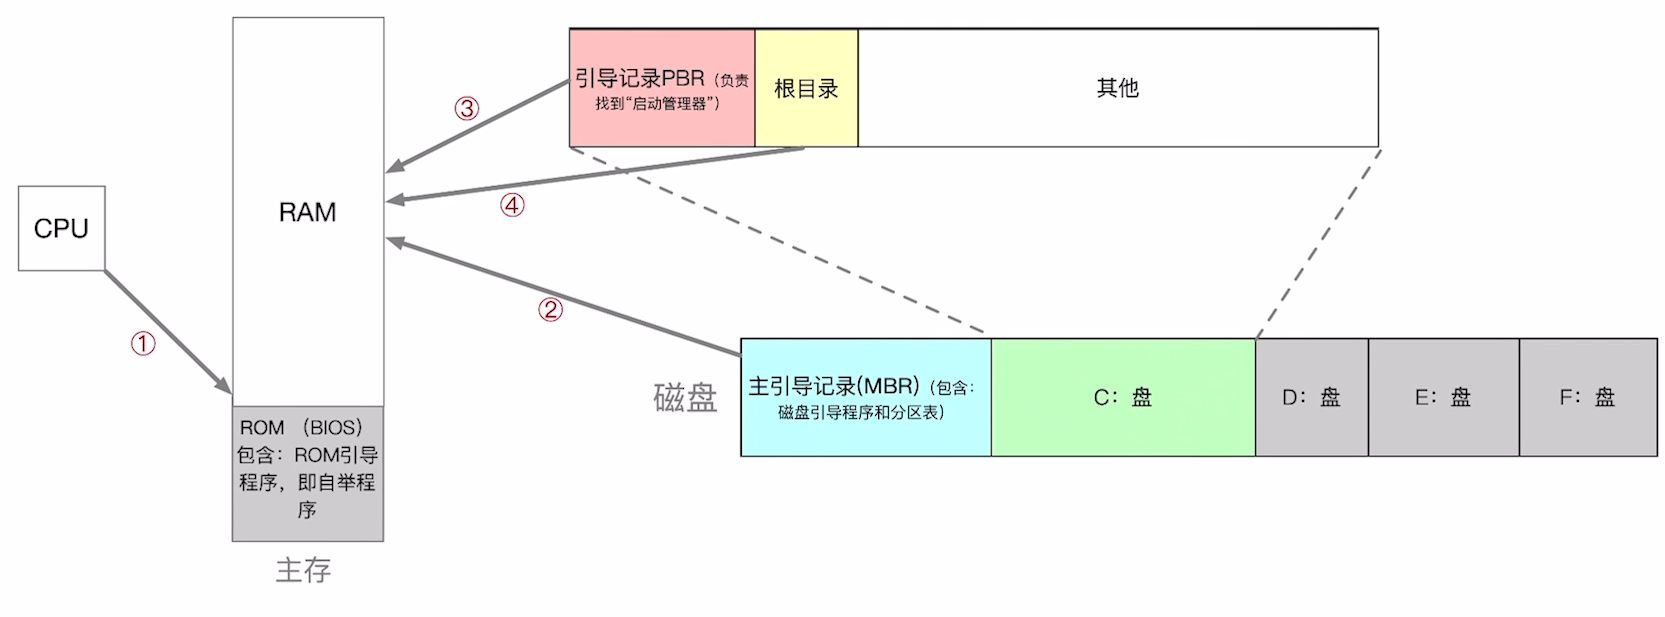 引导记录PBR（负责
找到“启动管理器”）
根目录
其他
③
④
RAM
CPU
②
①
磁盘
主引导记录(MBR)（包含：
磁盘引导程序和分区表）
C：盘
D：盘
E：盘
F：盘
ROM （BIOS）
包含：ROM引导
程序，即自举程
序
主存